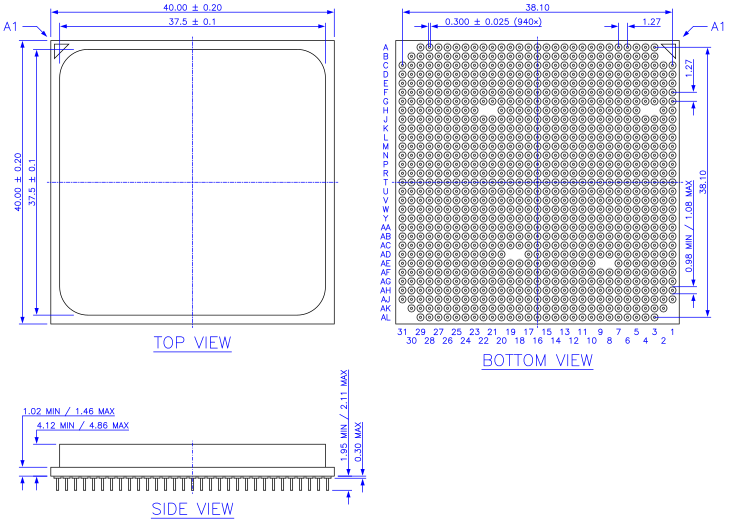 40.00 ± 0.20
37.5 ± 0.1
A1
40.00 ± 0.20
37.5 ± 0.1
TOP VIEW
38.10
0.300 ± 0.025 (940×)
1.27
A1
1.27
38.10
0.98 MIN / 1.08 MAX
A
B
C
D
E
F
G
H
J
K
L
M
N
P
R
T
U
V
W
Y
AA
AB
AC
AD
AE
AF
AG
AH
AJ
AK
AL
31 29 27 25 23 21 19 17 15 13 11 9 7 5 3 1
30 28 26 24 22 20 18 16 14 12 10 8 6 4 2
BOTTOM VIEW
1.02 MIN / 1.46 MAX
4.12 MIN / 4.86 MAX
1.95 MIN / 2.11 MAX
0.30 MAX
SIDE VIEW